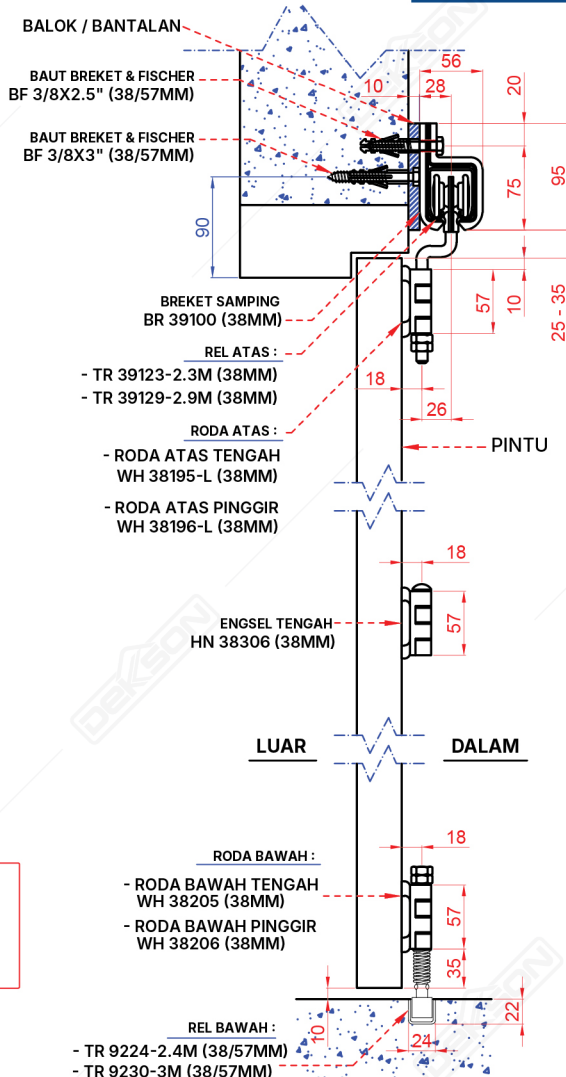 BALOK / BANTALAN
56
BAUT BREKET & FISCHER
BF 3/8X2.5" (38/57MM)
10
28
20
BAUT BREKET & FISCHER
BF 3/8X3" (38/57MM)
75
95
90
BREKET SAMPING
BR 39100 (38MM)
57
10
25 - 35
REL ATAS :
- TR 39123-2.3M (38MM)
- TR 39129-2.9M (38MM)
18
26
RODA ATAS :
- RODA ATAS TENGAH
WH 38195-L (38MM)
PINTU
- RODA ATAS PINGGIR
WH 38196-L (38MM)
18
ENGSEL TENGAH
HN 38306 (38MM)
57
DEKSON
LUAR
DALAM
18
RODA BAWAH :
- RODA BAWAH TENGAH
WH 38205 (38MM)
- RODA BAWAH PINGGIR
WH 38206 (38MM)
57
35
REL BAWAH :
10
22
24
- TR 9224-2.4M (38/57MM)
- TR 9230-3M (38/57MM)
DEKSON